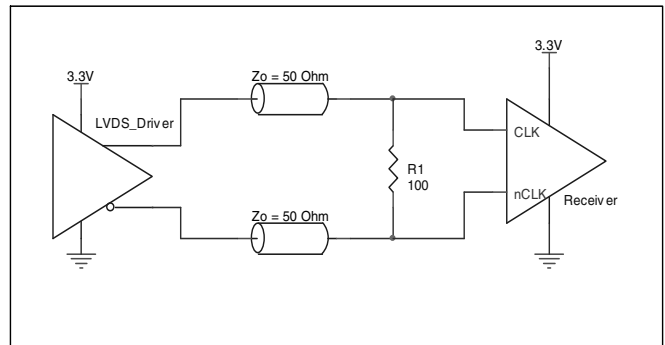 3.3V
LVDS_Driver
Zo = 50 Ohm
Zo = 50 Ohm
R1
100
3.3V
CLK
nCLK
Receiver